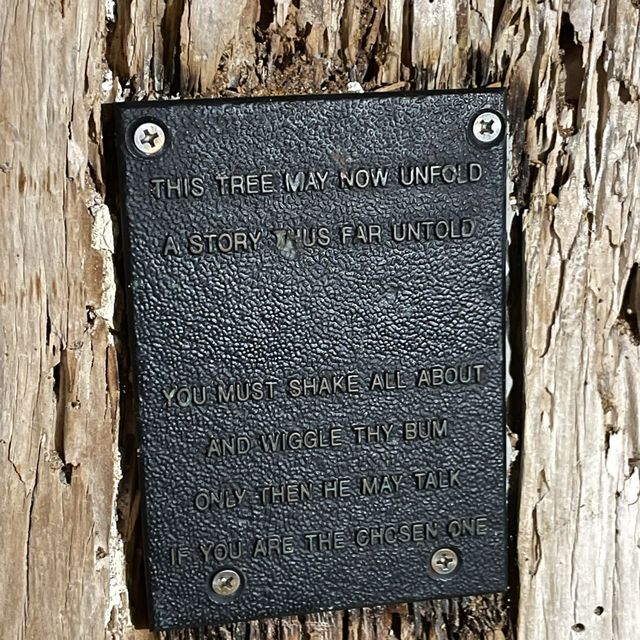 THIS TREE MAY NOW UNFOLD
A STORY THUS FAR UNTOLD
YOU MUST SHAKE ALL ABOUT
AND WIGGLE THY BUM
ONLY THEN HE MAY TALK
IF YOU ARE THE CHOSEN ONE